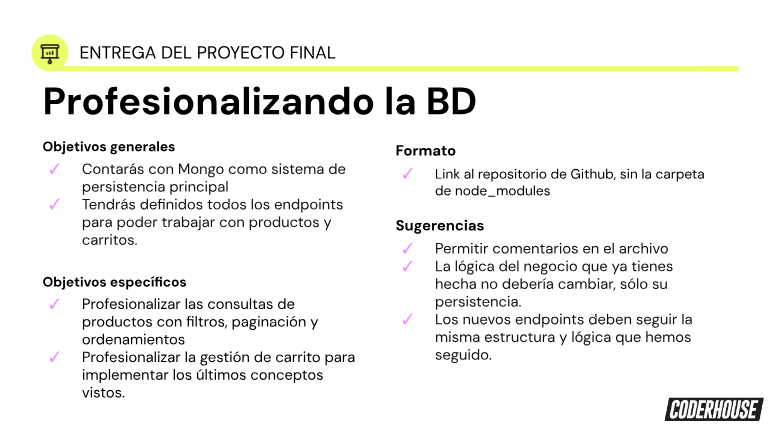 ENTREGA DEL PROYECTO FINAL
Profesionalizando la BD
Objetivos generales
✓ Contarás con Mongo como sistema de
persistencia principal
✓ Tendrás definidos todos los endpoints
para poder trabajar con productos y
carritos.
Objetivos específicos
✓ Profesionalizar las consultas de
productos con filtros, paginación y
ordenamientos
✓ Profesionalizar la gestión de carrito para
implementar los últimos conceptos
vistos.
Formato
✓ Link al repositorio de Github, sin la carpeta
de node_modules
Sugerencias
✓ Permitir comentarios en el archivo
✓ La lógica del negocio que ya tienes
hecha no debería cambiar, sólo su
persistencia.
✓ Los nuevos endpoints deben seguir la
misma estructura y lógica que hemos
seguido.
CODERHOUSE